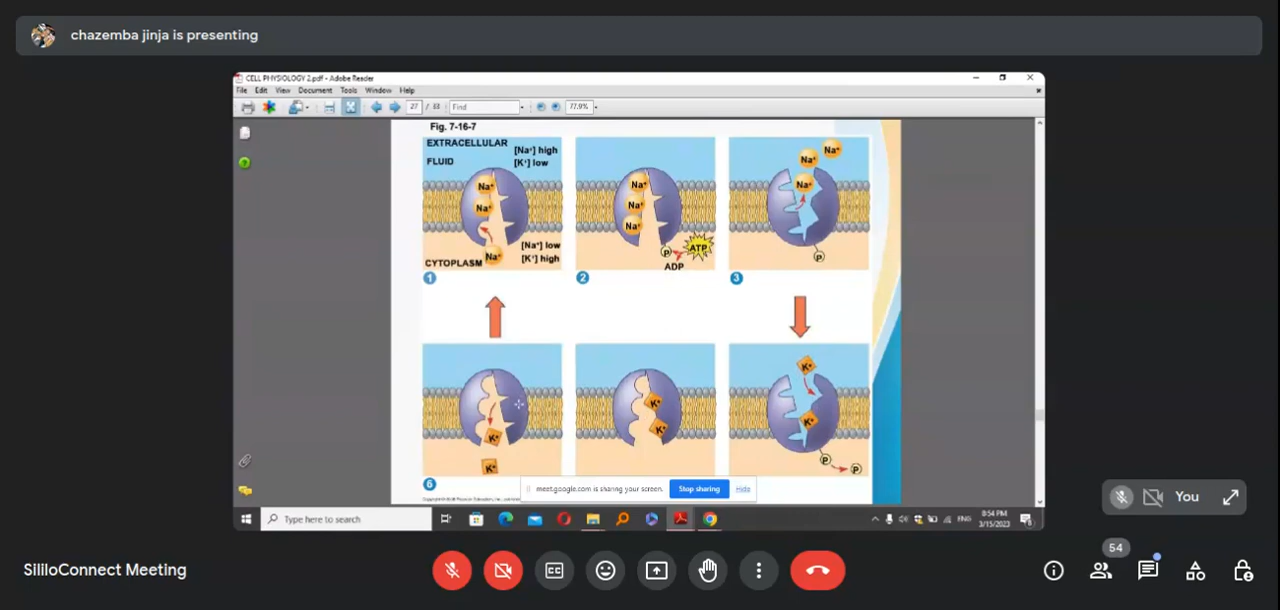 chazemba jinja is presenting
CELL PHYSIOLOGY 2.pdf - Adobe Reader
File Edit View Document Tools Window Help
27 / 83 Find 77.9%
Fig. 7-16-7
EXTRACELLULAR
FLUID
[Na⁺] high
[K⁺] low
Na⁺
Na⁺
Na⁺
[Na⁺] low
[K⁺] high
CYTOPLASM
1
Na⁺
Na⁺
Na⁺
P
ATP
ADP
2
Na⁺
Na⁺
Na⁺
P
3
K⁺
K⁺
6
K⁺
K⁺
K⁺
K⁺
P
P
meet.google.com is sharing your screen.
Stop sharing
Hide
Type here to search
ENG
8:54 PM
3/15/2023
You
54
SililoConnect Meeting